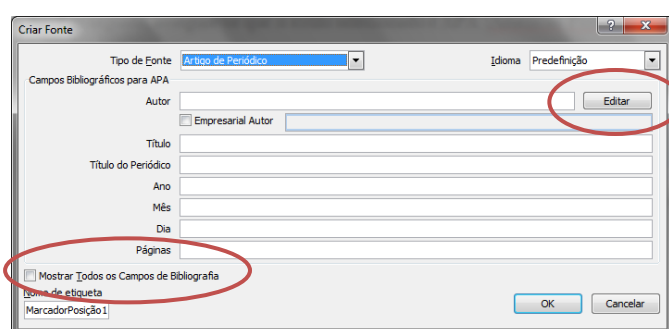 Criar Fonte
Tipo de Fonte Artigo de Periódico Idioma Predefinição
Campos Bibliográficos para APA
Autor Editar
Empresarial Autor
Título
Título do Periódico
Ano
Mês
Dia
Páginas
Mostrar Todos os Campos de Bibliografia
Nome de etiqueta
MarcadorPosição1 OK Cancelar